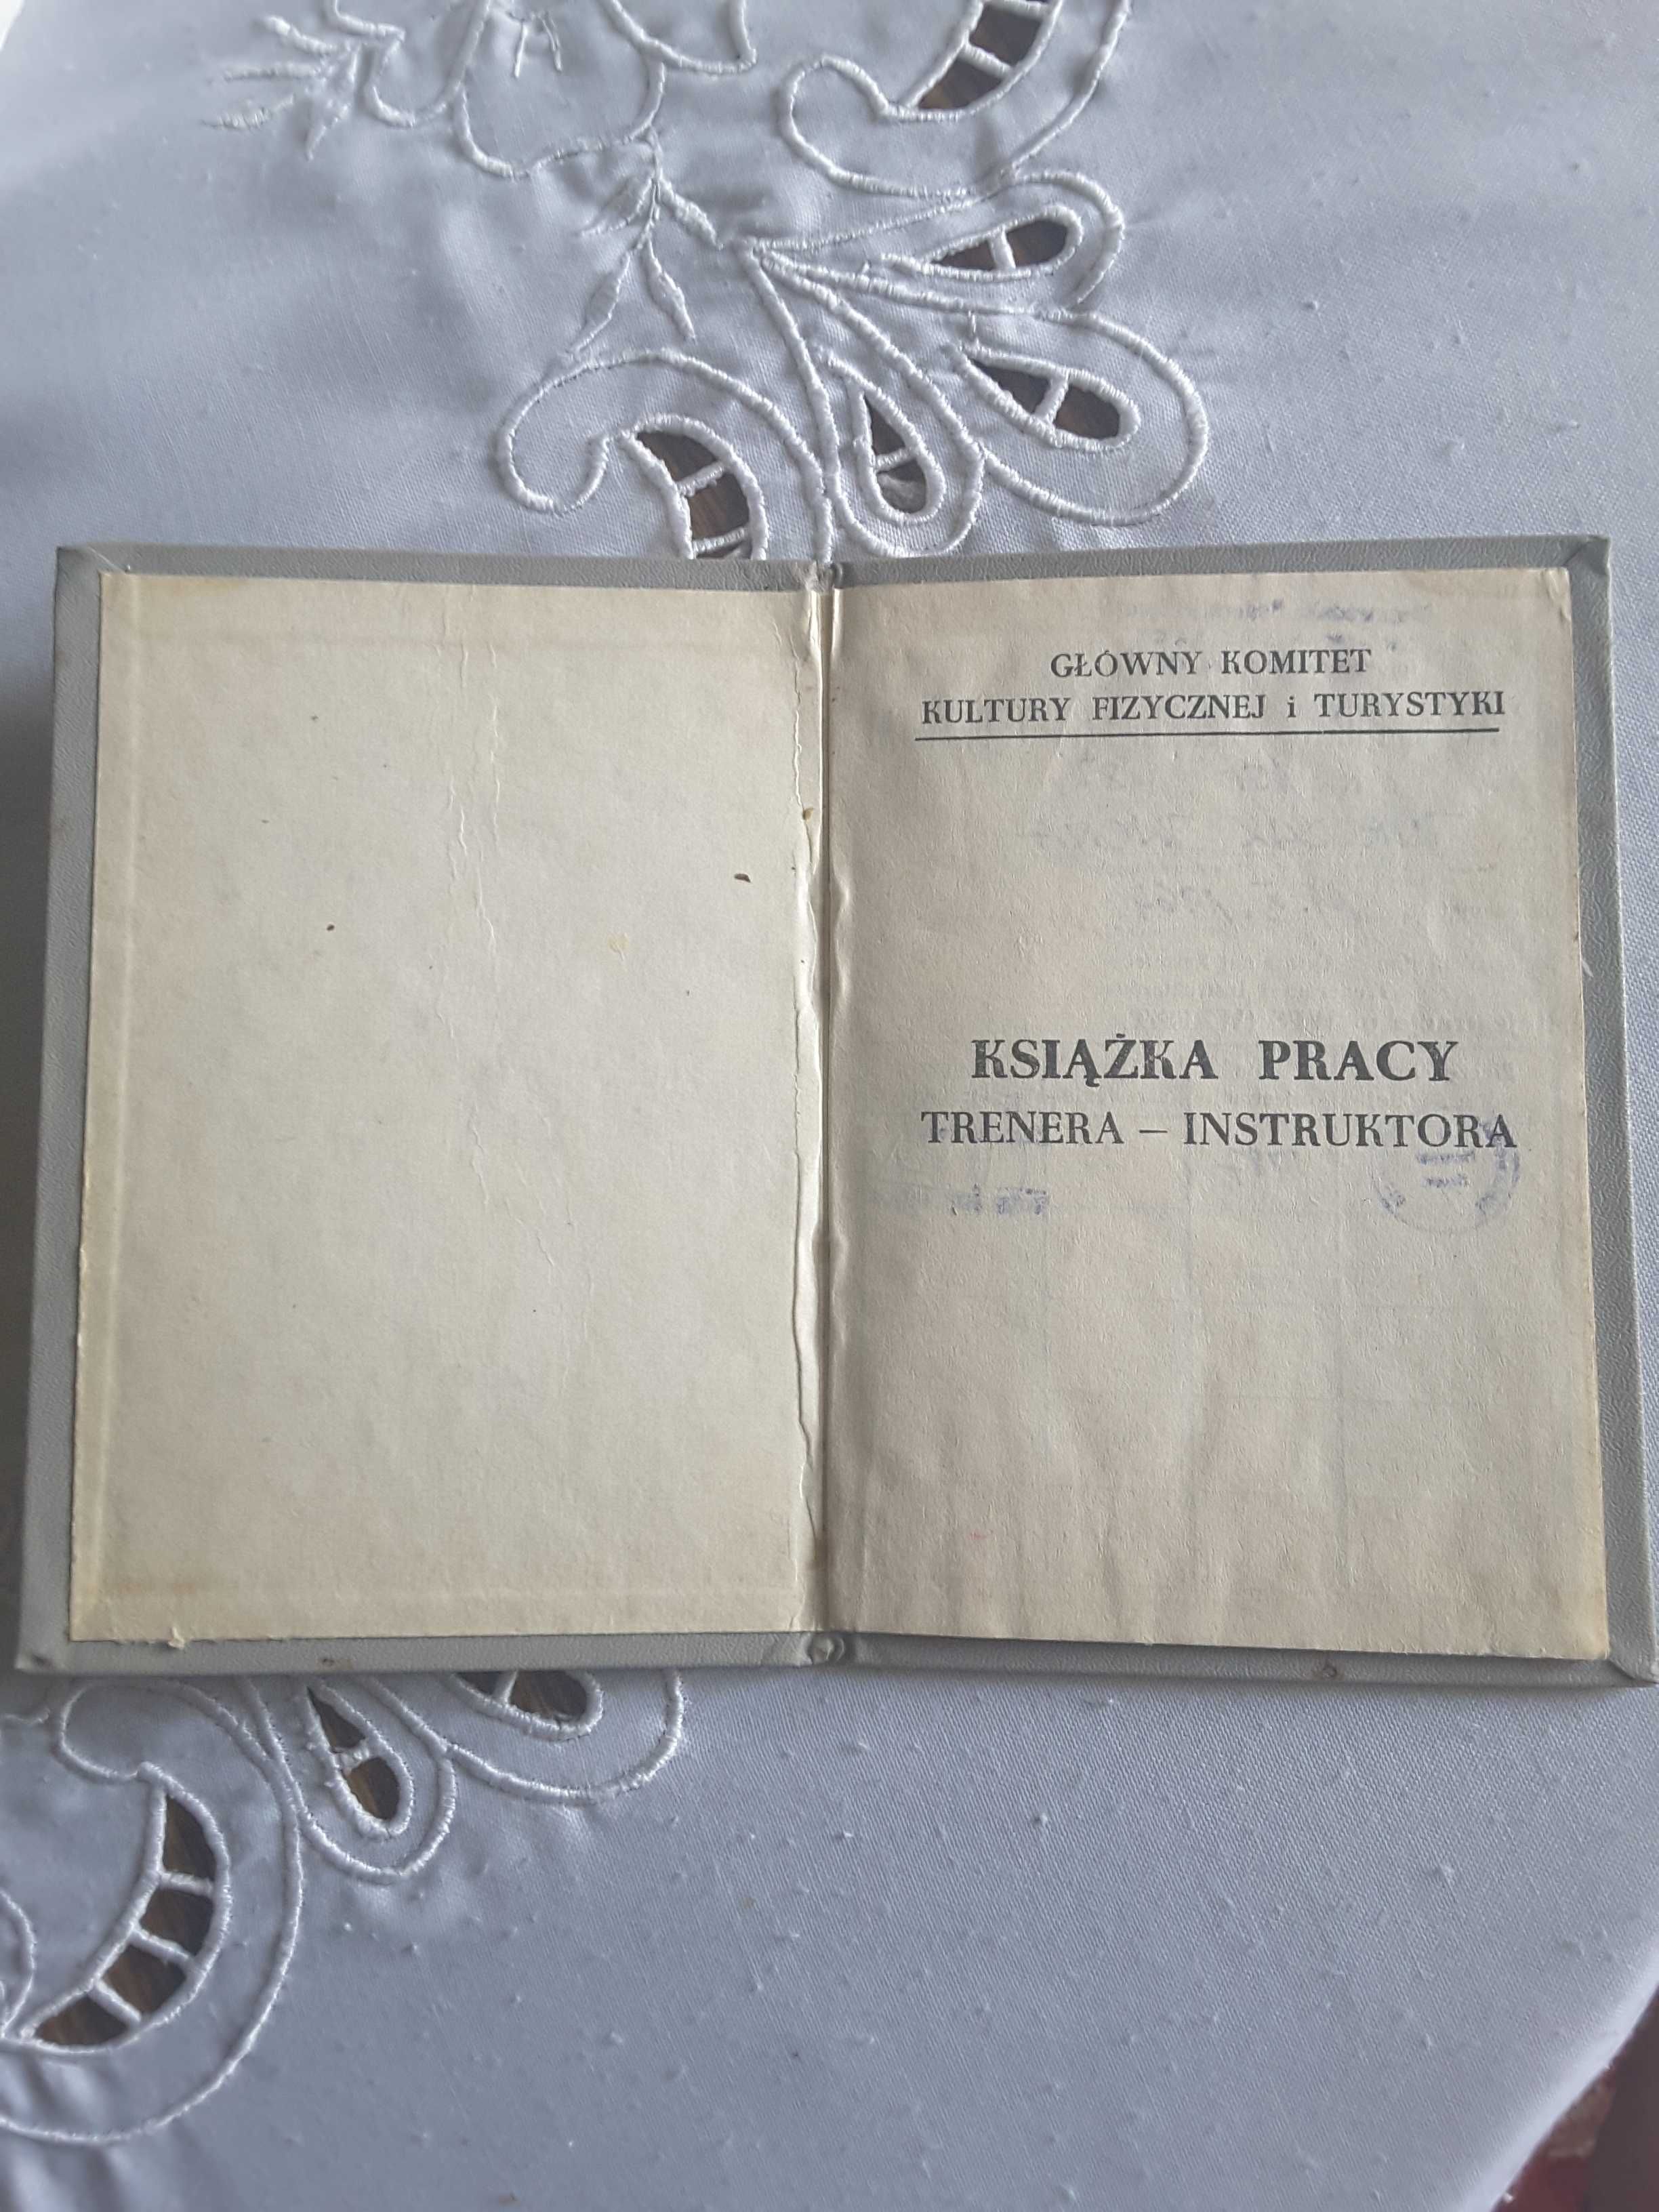 GŁÓWNY KOMITET
KULTURY FIZYCZNEJ i TURYSTYKI
KSIĄŻKA PRACY
TRENERA – INSTRUKTORA